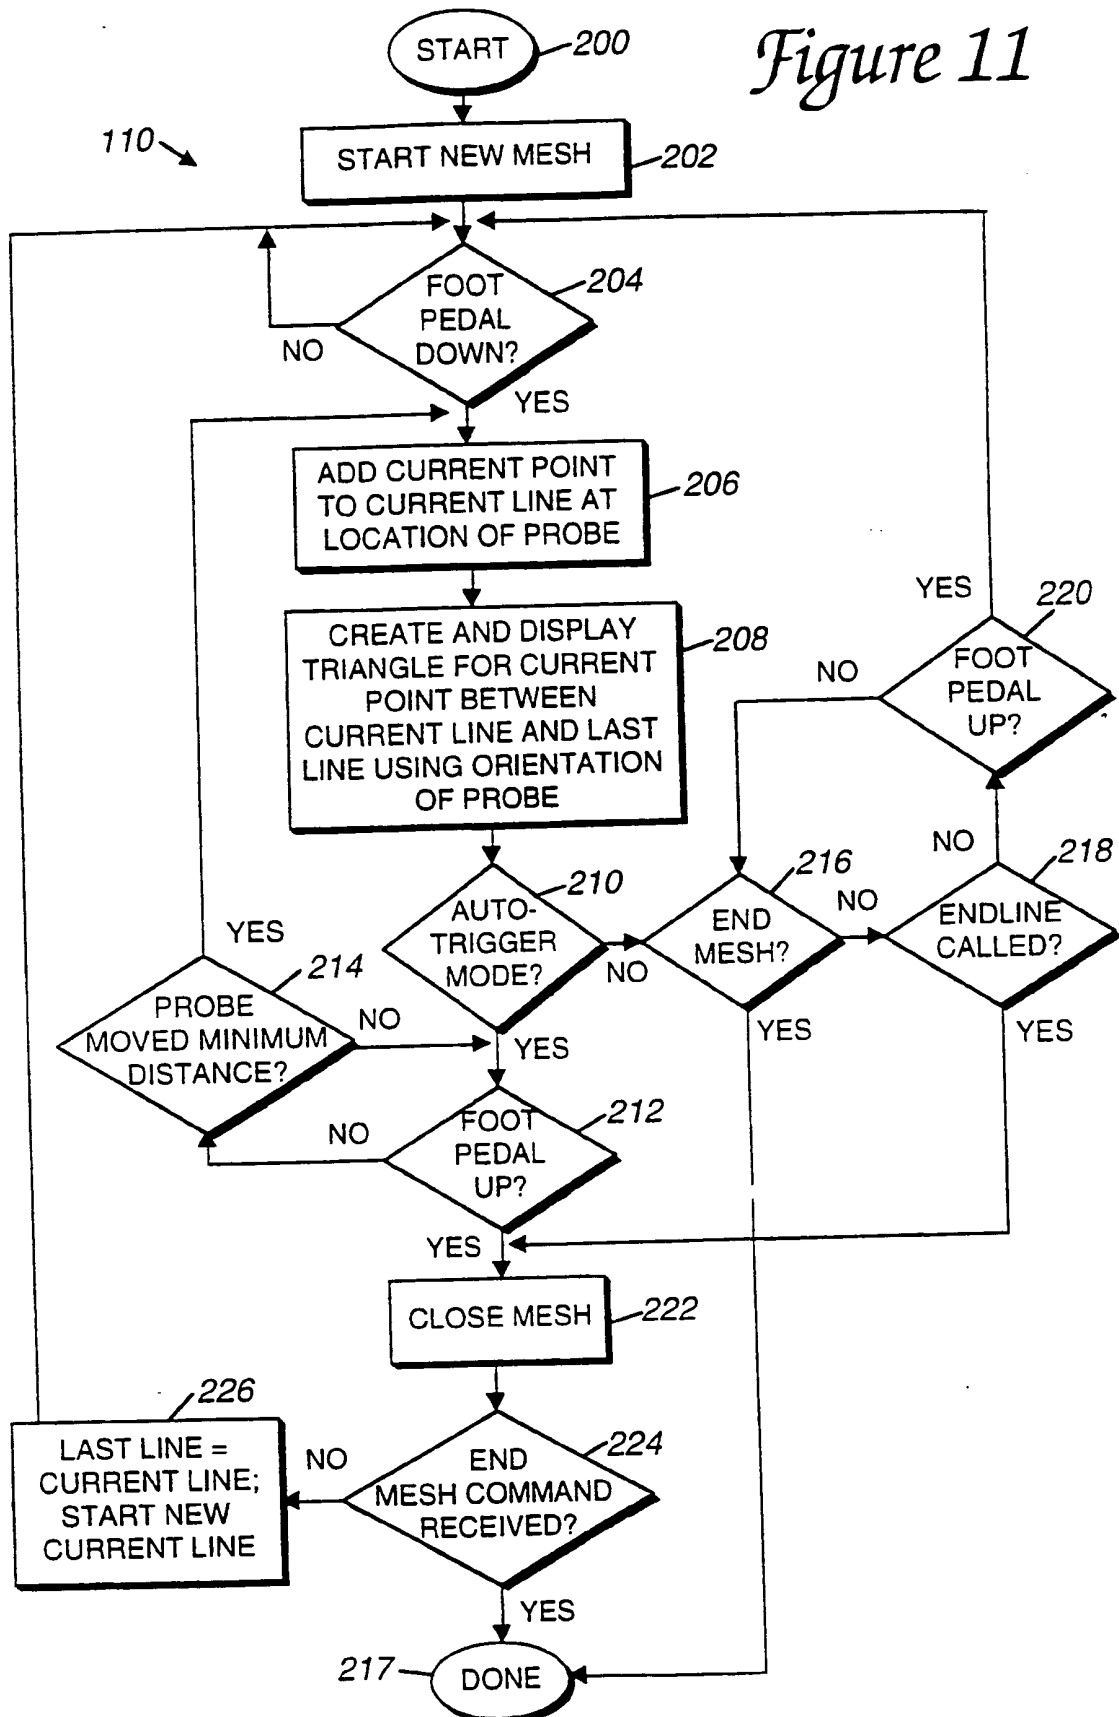 Figure 11
START
200
110
START NEW MESH
202
FOOT
PEDAL
DOWN?
204
NO
YES
ADD CURRENT POINT
TO CURRENT LINE AT
LOCATION OF PROBE
206
CREATE AND DISPLAY
TRIANGLE FOR CURRENT
POINT BETWEEN
CURRENT LINE AND LAST
LINE USING ORIENTATION
OF PROBE
208
YES
220
FOOT
PEDAL
UP?
NO
AUTO-
TRIGGER
MODE?
210
NO
YES
END
MESH?
216
NO
YES
ENDLINE
CALLED?
218
NO
YES
YES
214
PROBE
MOVED MINIMUM
DISTANCE?
NO
FOOT
PEDAL
UP?
212
NO
YES
CLOSE MESH
222
226
LAST LINE =
CURRENT LINE;
START NEW
CURRENT LINE
NO
END
MESH COMMAND
RECEIVED?
224
YES
217
DONE